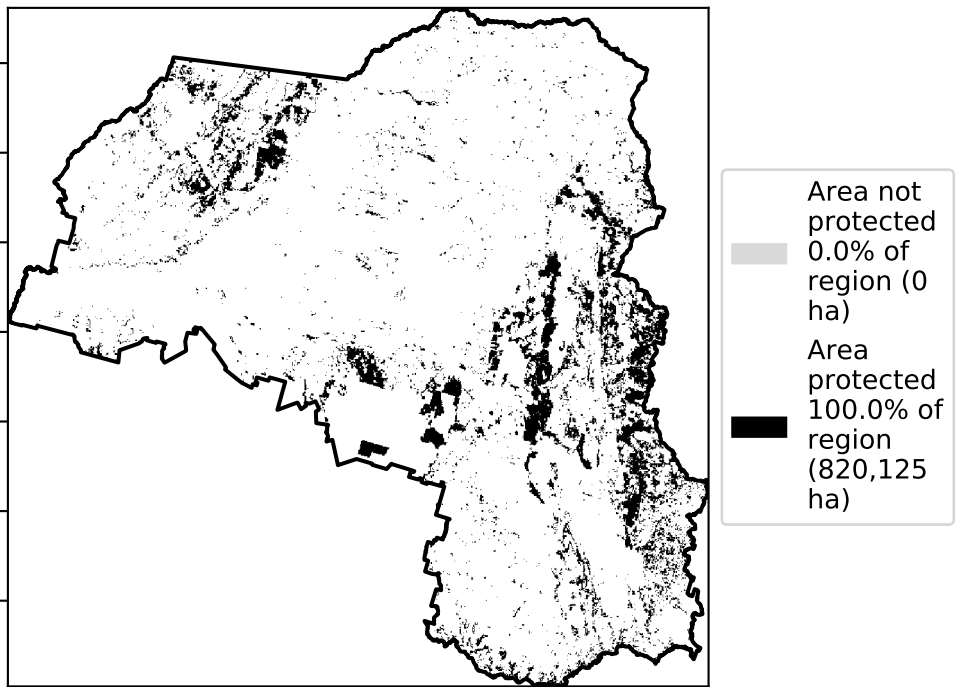 Area not
protected
0.0% of
region (0
ha)
Area
protected
100.0% of
region
(820,125
ha)